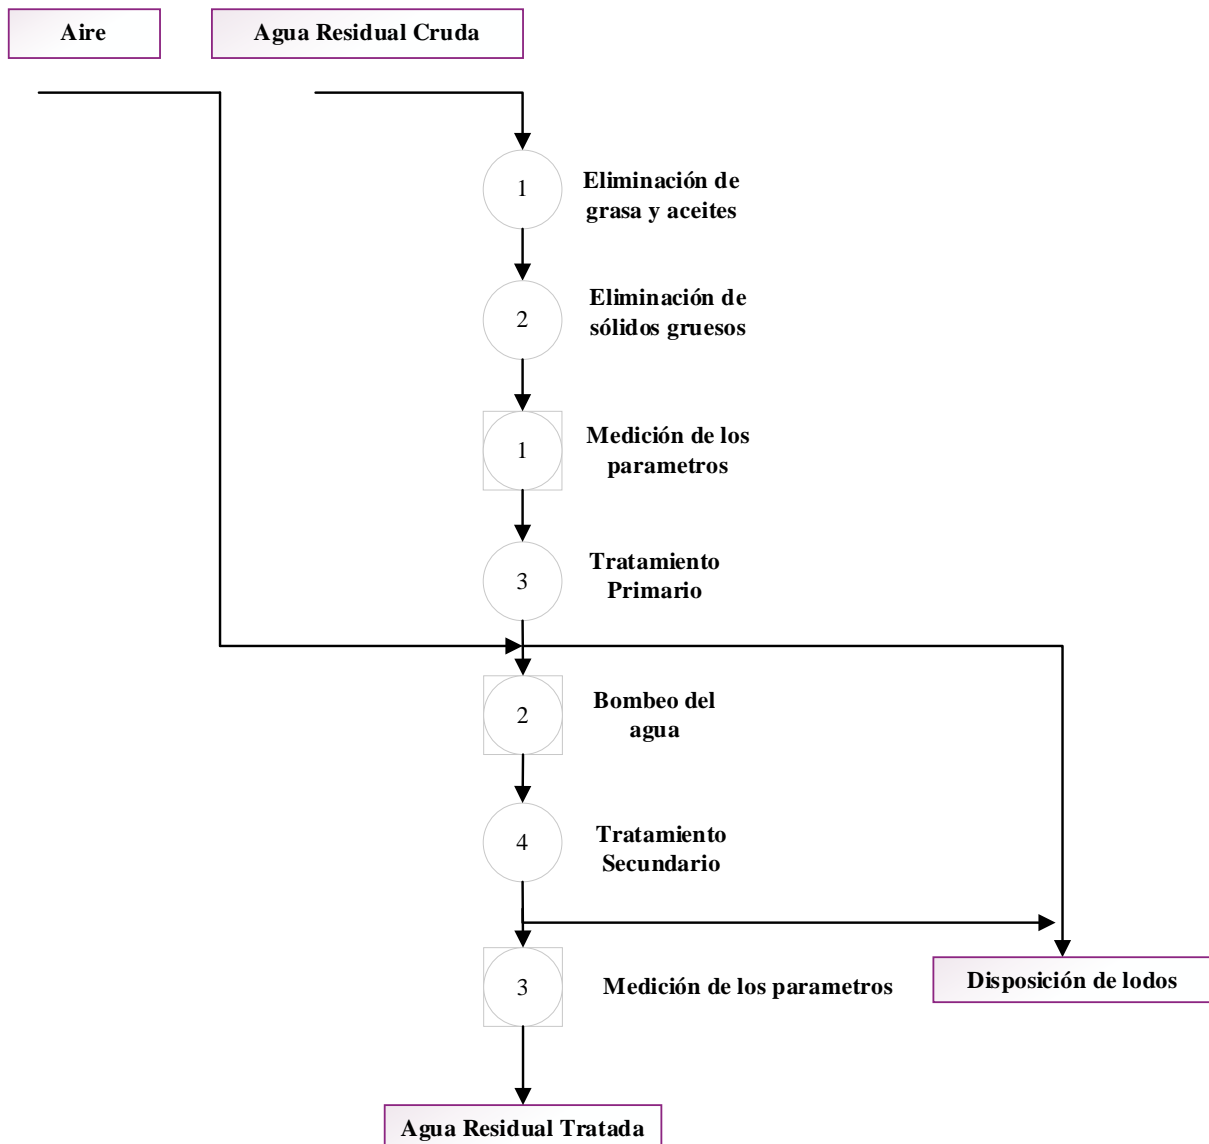 Aire
Agua Residual Cruda
1
Eliminación de
grasa y aceites
2
Eliminación de
sólidos gruesos
1
Medición de los
parametros
3
Tratamiento
Primario
2
Bombeo del
agua
4
Tratamiento
Secundario
3
Medición de los parametros
Disposición de lodos
Agua Residual Tratada